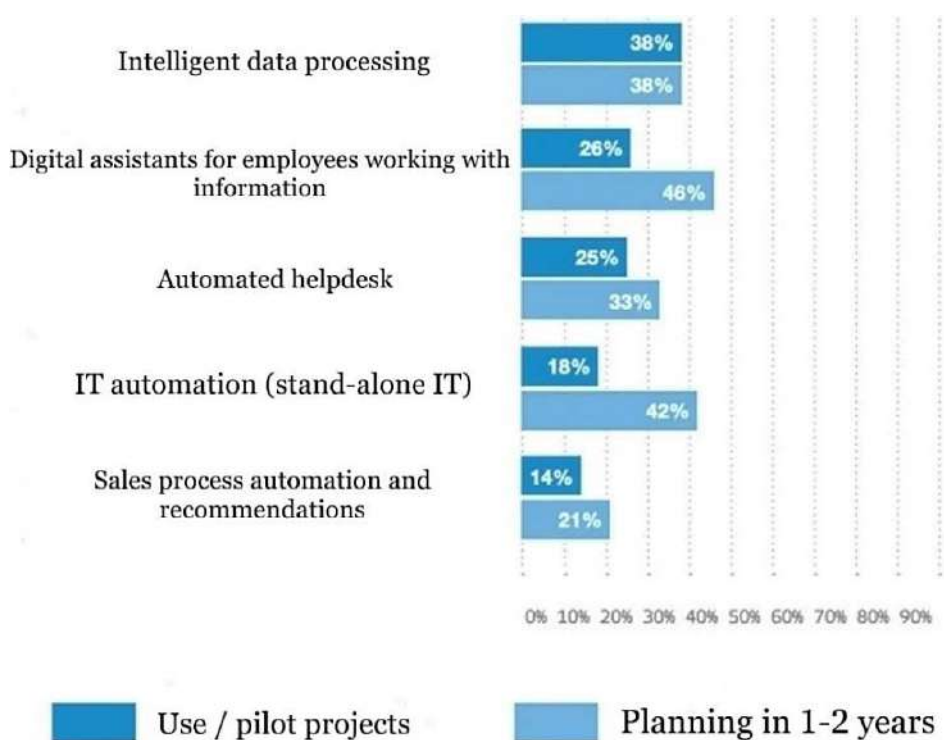 Intelligent data processing
38%
38%
Digital assistants for employees working with
information
26%
46%
Automated helpdesk
25%
33%
IT automation (stand-alone IT)
18%
42%
Sales process automation and
recommendations
14%
21%
0% 10% 20% 30% 40% 50% 60% 70% 80% 90%
Use / pilot projects
Planning in 1-2 years